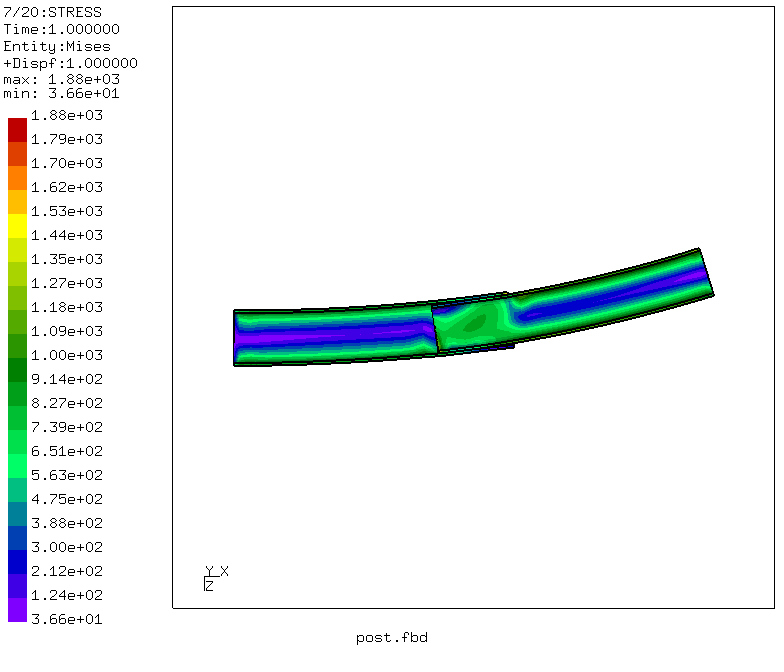 7/20:STRESS
Time:1.000000
Entity:Mises
+Dispf:1.000000
max: 1.88e+03
min: 3.66e+01
1.88e+03
1.79e+03
1.70e+03
1.62e+03
1.53e+03
1.44e+03
1.35e+03
1.27e+03
1.18e+03
1.09e+03
1.00e+03
9.14e+02
8.27e+02
7.39e+02
6.51e+02
5.63e+02
4.75e+02
3.88e+02
3.00e+02
2.12e+02
1.24e+02
3.66e+01
Y X
Z
post.fbd